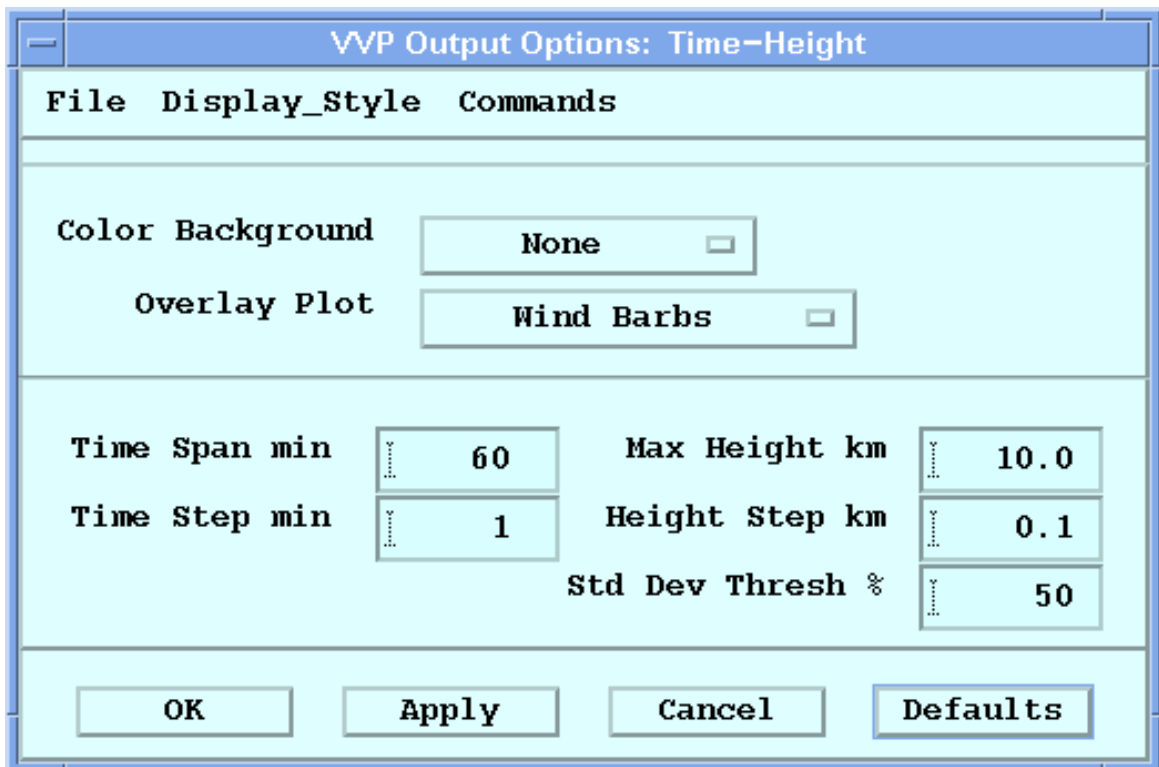 VVP Output Options: Time-Height
File Display_Style Commands
Color Background None
Overlay Plot Wind Barbs
Time Span min 60 Max Height km 10.0
Time Step min 1 Height Step km 0.1
Std Dev Thresh % 50
OK Apply Cancel Defaults